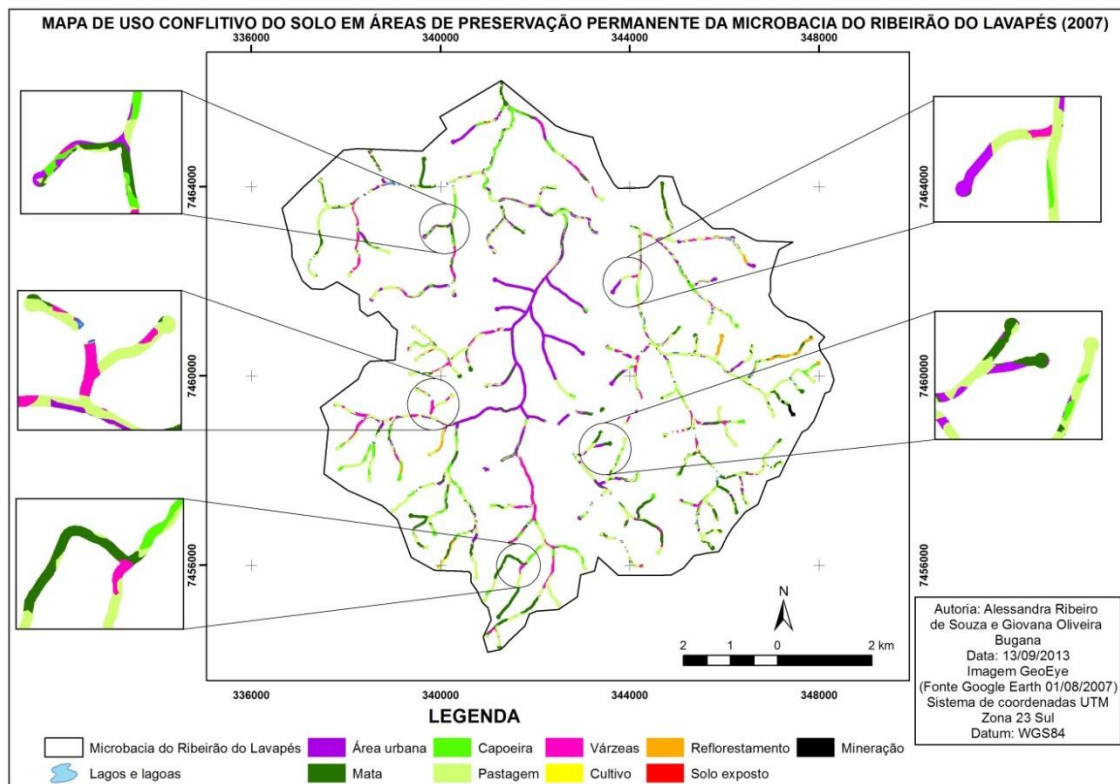 MAPA DE USO CONFLITIVO DO SOLO EM ÁREAS DE PRESERVAÇÃO PERMANENTE DA MICROBACIA DO RIBEIRÃO DO LAVAPÉS (2007)
336000 340000 344000 348000
7464000 7464000
7460000 7460000
7456000 7456000
N
2 1 0 2 km
336000 340000 344000 348000
Autoria: Alessandra Ribeiro
de Souza e Giovana Oliveira
Bugana
Data: 13/09/2013
Imagem GeoEye
(Fonte Google Earth 01/08/2007)
Sistema de coordenadas UTM
Zona 23 Sul
Datum: WGS84
LEGENDA
Microbacia do Ribeirão do Lavapés Área urbana Capoeira Várzeas Reflorestamento Mineração
Lagos e lagoas Mata Pastagem Cultivo Solo exposto